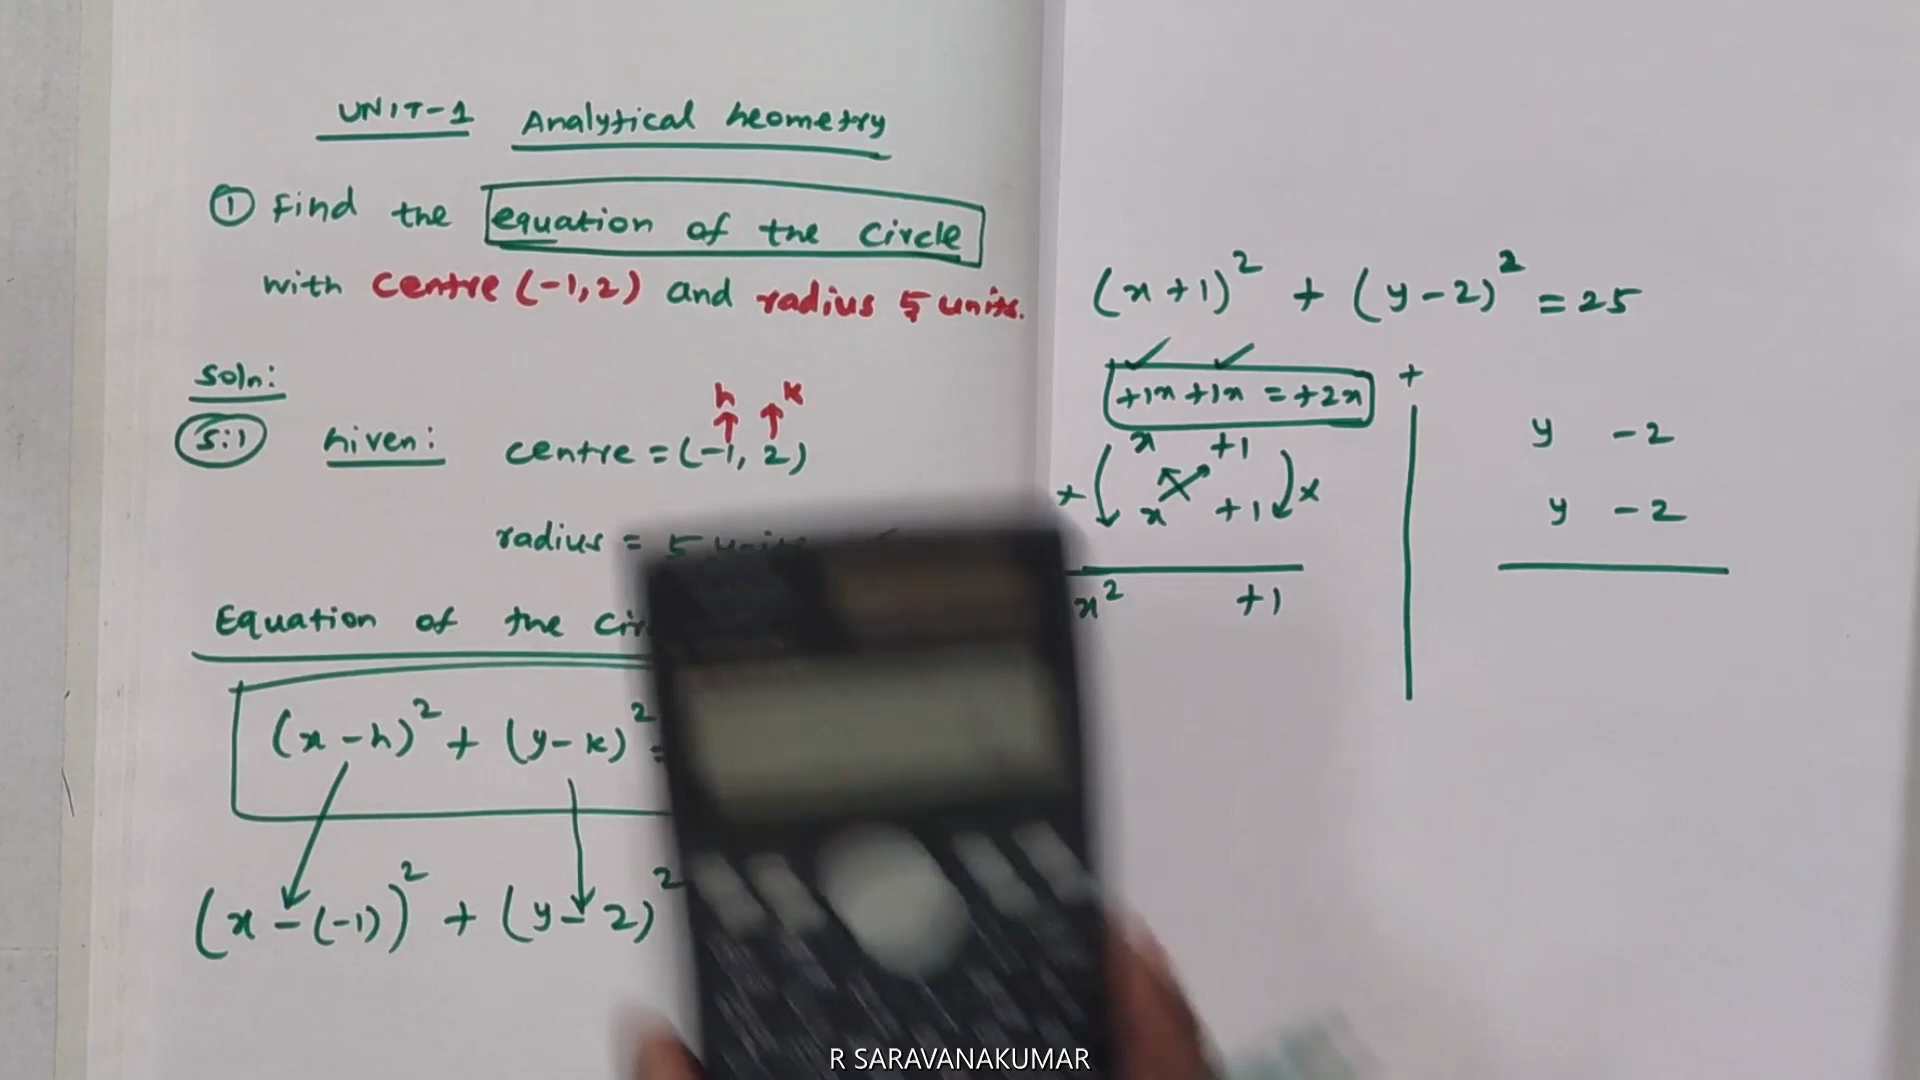 UNIT-1 Analytical Geometry
① Find the equation of the circle
with centre (-1,2) and radius 5 units.
Soln:
h k
S:1 Given: centre = (-1, 2)
radius = 5 units
Equation of the
(x-h)² + (y-k)² =
(x-(-1))² + (y-2)²
(x+1)² + (y-2)² = 25
+1x+1x = +2x
+
x +1
x x
x +1
x² +1
y -2
y -2
R SARAVANAKUMAR